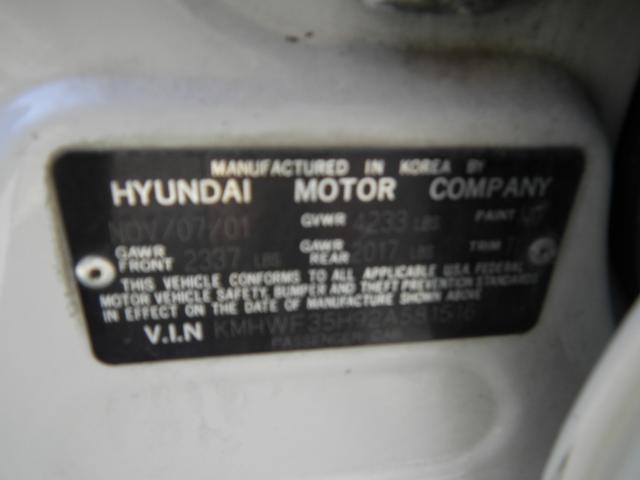 MANUFACTURED IN KOREA BY
HYUNDAI MOTOR COMPANY
NOV/07/01 GVWR 4233 LBS PAINT
GAWR FRONT 2337 LBS GAWR REAR 2017 LBS TRIM
THIS VEHICLE CONFORMS TO ALL APPLICABLE U.S.A. FEDERAL
MOTOR VEHICLE SAFETY, BUMPER AND THEFT PREVENTION STANDARDS
IN EFFECT ON THE DATE OF MANUFACTURE SHOWN ABOVE
V.I.N
PASSENGER